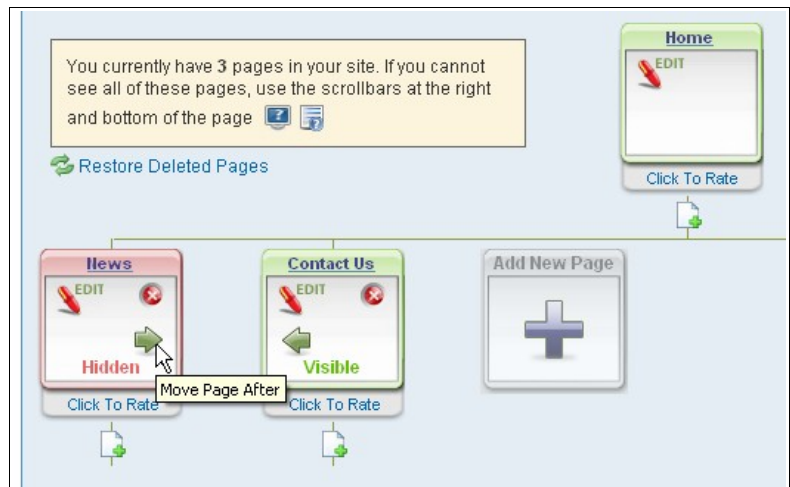 Home
EDIT
Click To Rate
You currently have 3 pages in your site. If you cannot
see all of these pages, use the scrollbars at the right
and bottom of the page
Restore Deleted Pages
News
EDIT
Hidden
Move Page After
Click To Rate
Contact Us
EDIT
Visible
Click To Rate
Add New Page